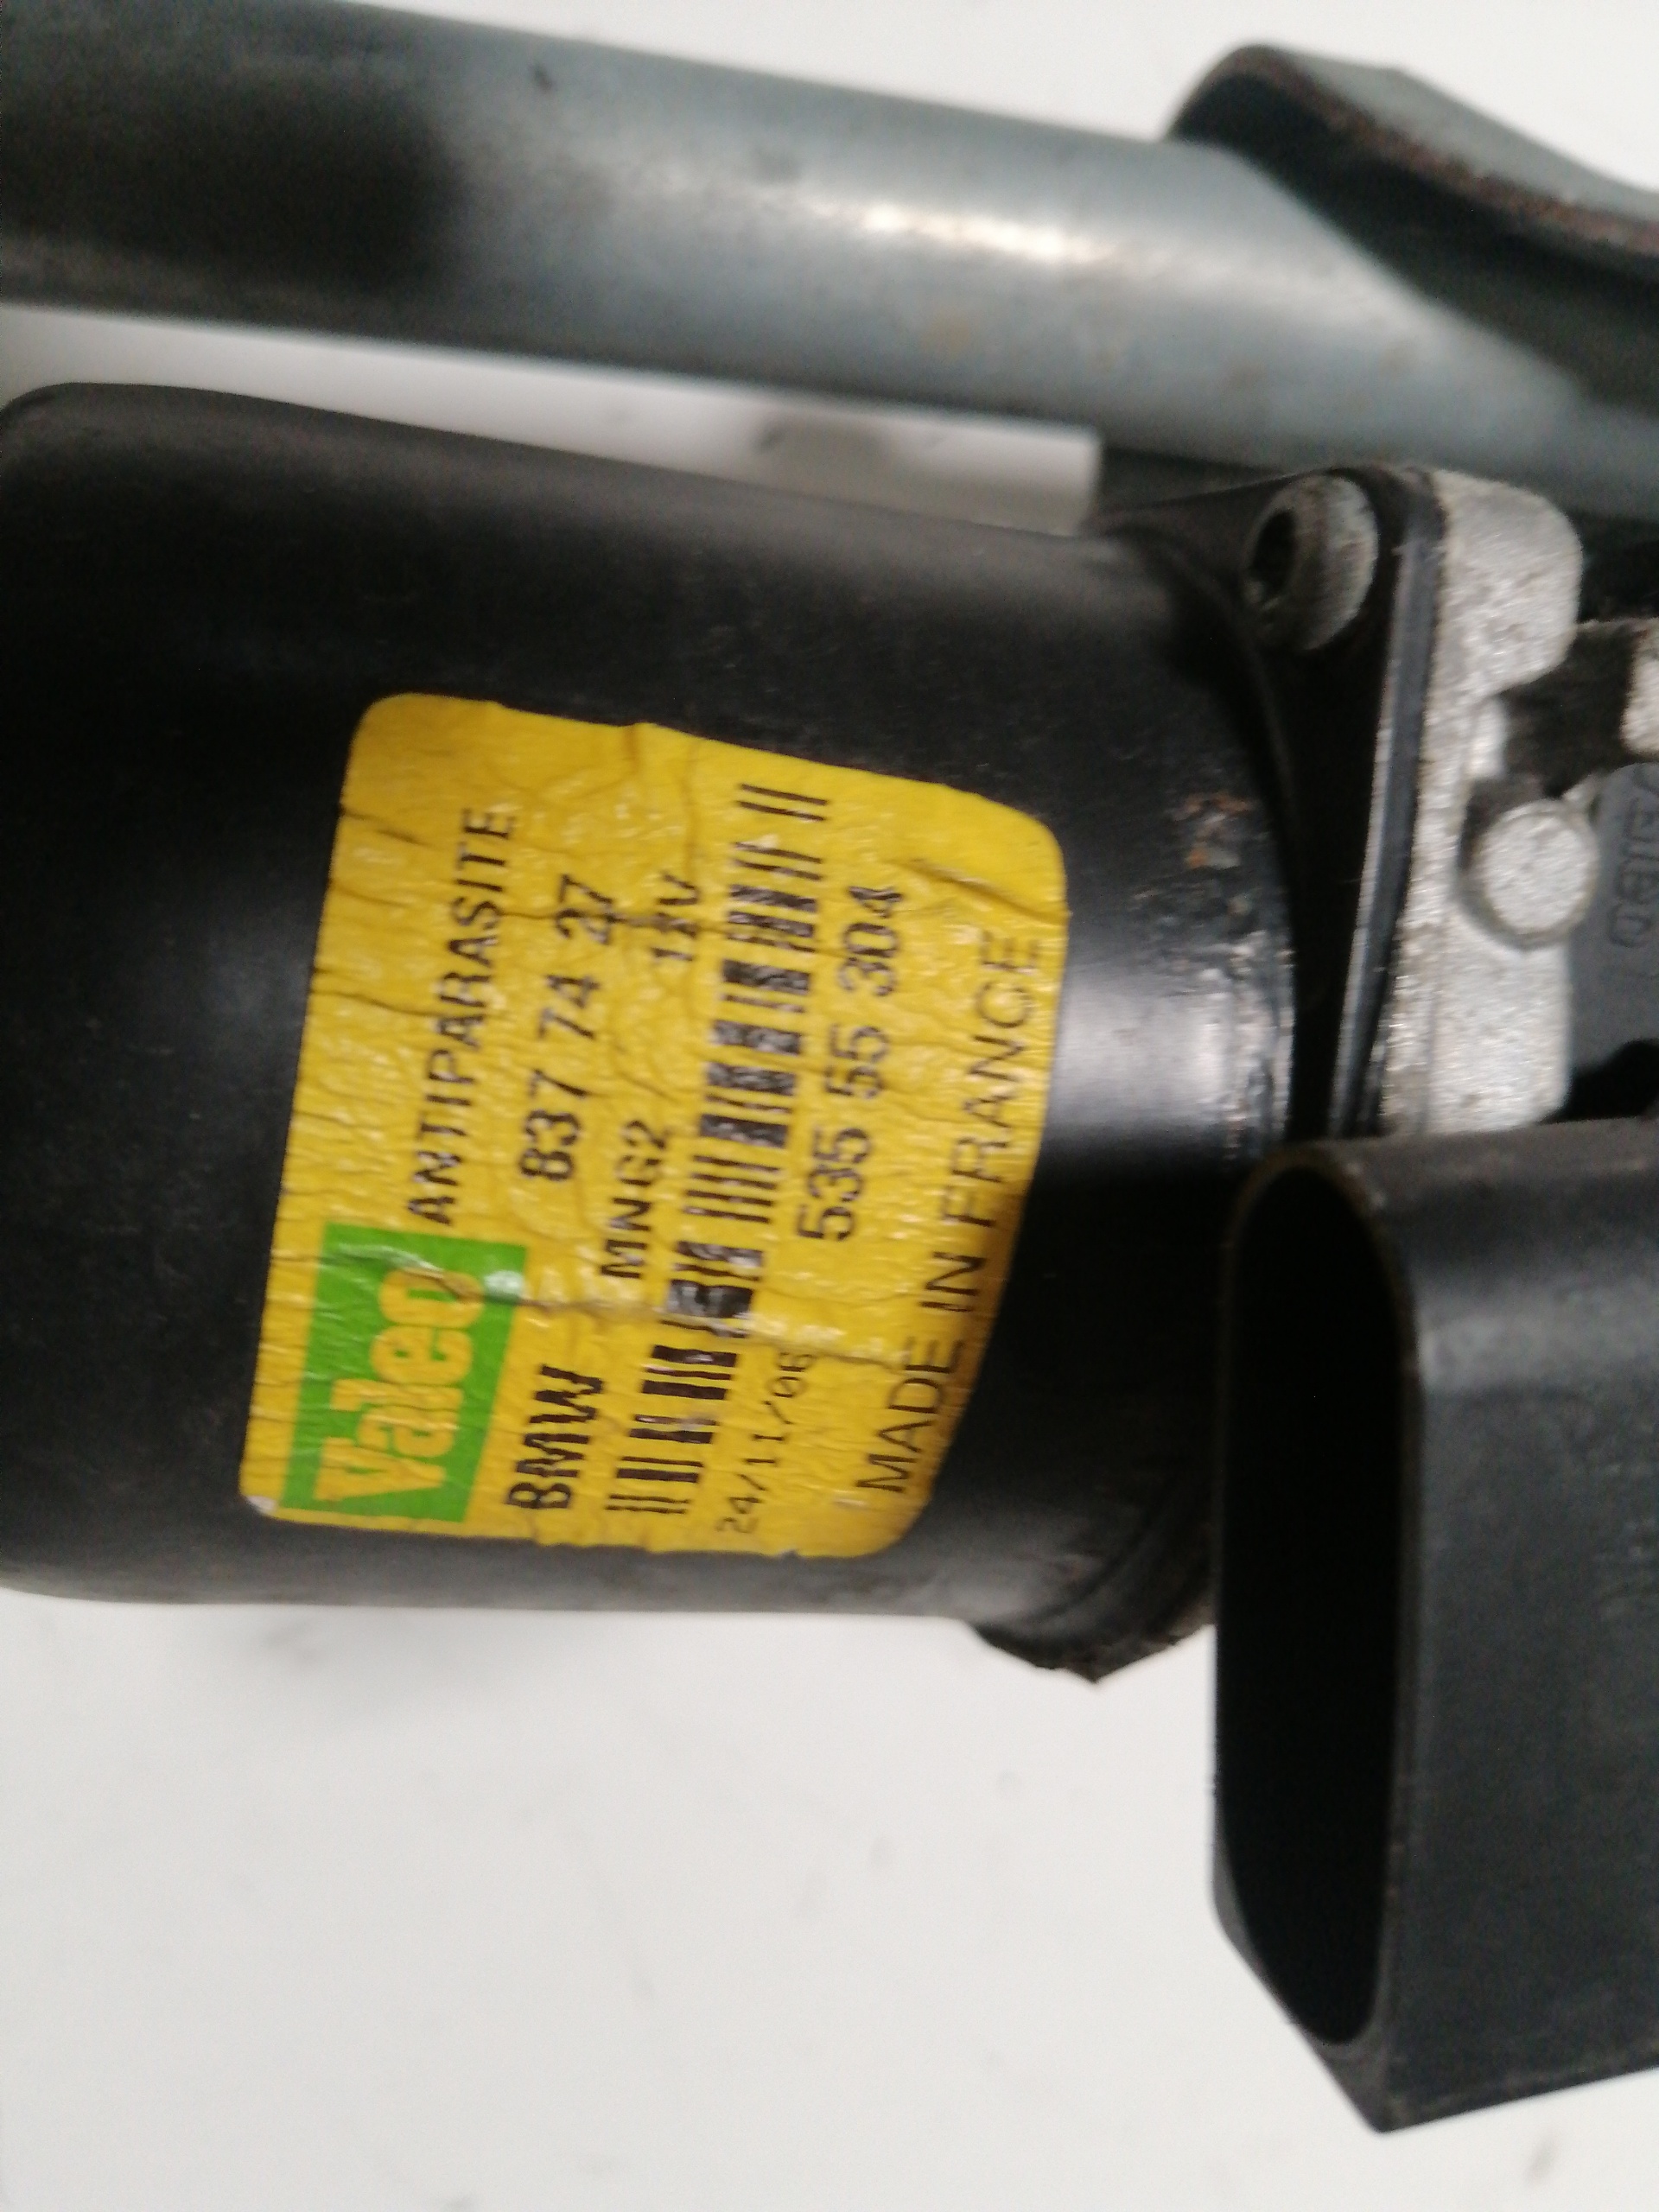 Valeo ANTIPARASITE
BMW 837 74 27
MNG2 12V
24/11/06 535 55 304
MADE IN FRANCE